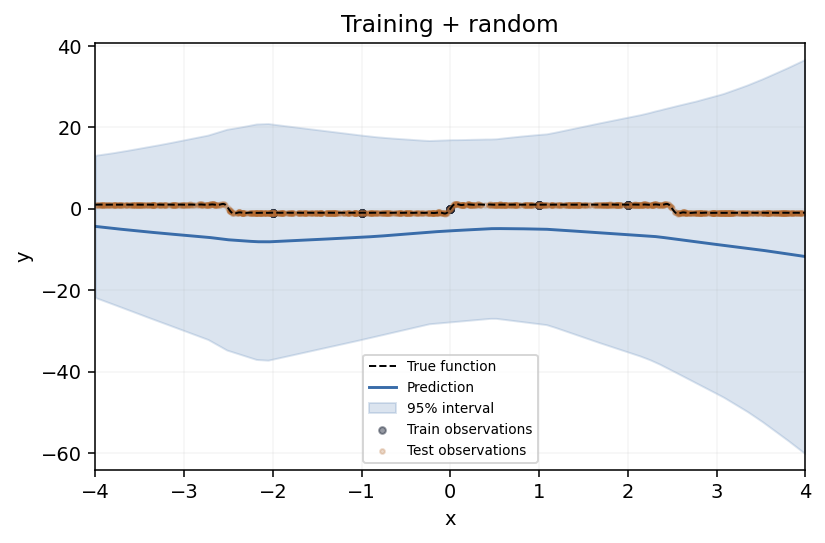 Training + random
40
20
0
−20
−40
−60
y
True function
Prediction
95% interval
Train observations
Test observations
−4 −3 −2 −1 0 1 2 3 4
x